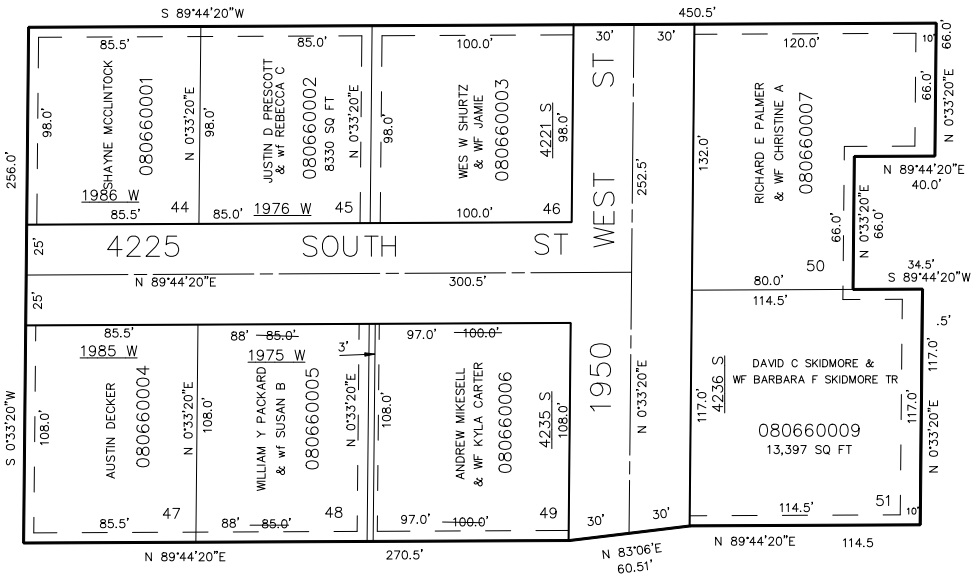 S 89°44'20"W
450.5'
85.5'
98.0'
SHAYNE MCCLINTOCK
080660001
N 0°33'20"E
98.0'
1986 W
85.5'
44
85.0'
JUSTIN D PRESCOTT
& wf REBECCA C
080660002
8330 SQ FT
N 0°33'20"E
85.0'
1976 W
45
100.0'
98.0'
WES W SHURTZ
& WF JAMIE
080660003
4221 S
98.0'
100.0'
46
30'
30'
1950 WEST ST
252.5'
N 0°33'20"E
30'
30'
120.0'
10'
66.0'
66.0'
N 0°33'20"E
132.0'
RICHARD E PALMER
& WF CHRISTINE A
080660007
N 89°44'20"E
40.0'
66.0'
N 0°33'20"E
66.0'
50
80.0'
34.5'
S 89°44'20"W
256.0'
25'
4225 SOUTH ST
N 89°44'20"E
300.5'
25'
85.5'
1985 W
AUSTIN DECKER
080660004
108.0'
N 0°33'20"E
108.0'
85.5'
47
88' 85.0'
1975 W
WILLIAM Y PACKARD
& wf SUSAN B
080660005
N 0°33'20"E
88' 85.0'
48
3'
97.0' 100.0'
108.0'
ANDREW MIKESELL
& WF KYLA CARTER
080660006
4235 S
108.0'
97.0' 100.0'
49
114.5'
.5'
117.0'
4236 S
DAVID C SKIDMORE &
WF BARBARA F SKIDMORE TR
080660009
13,397 SQ FT
117.0'
117.0'
N 0°33'20"E
114.5'
51
10'
S 0°33'20"W
N 89°44'20"E
270.5'
N 83°06'E
60.51'
N 89°44'20"E
114.5